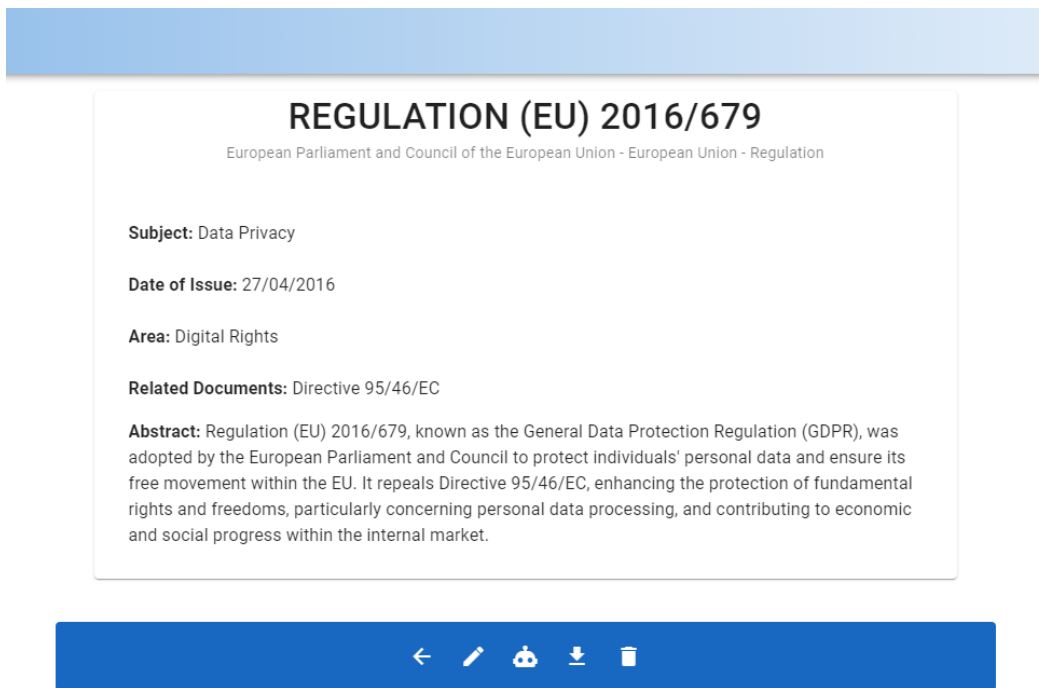 REGULATION (EU) 2016/679
European Parliament and Council of the European Union - European Union - Regulation
Subject: Data Privacy
Date of Issue: 27/04/2016
Area: Digital Rights
Related Documents: Directive 95/46/EC
Abstract: Regulation (EU) 2016/679, known as the General Data Protection Regulation (GDPR), was
adopted by the European Parliament and Council to protect individuals' personal data and ensure its
free movement within the EU. It repeals Directive 95/46/EC, enhancing the protection of fundamental
rights and freedoms, particularly concerning personal data processing, and contributing to economic
and social progress within the internal market.